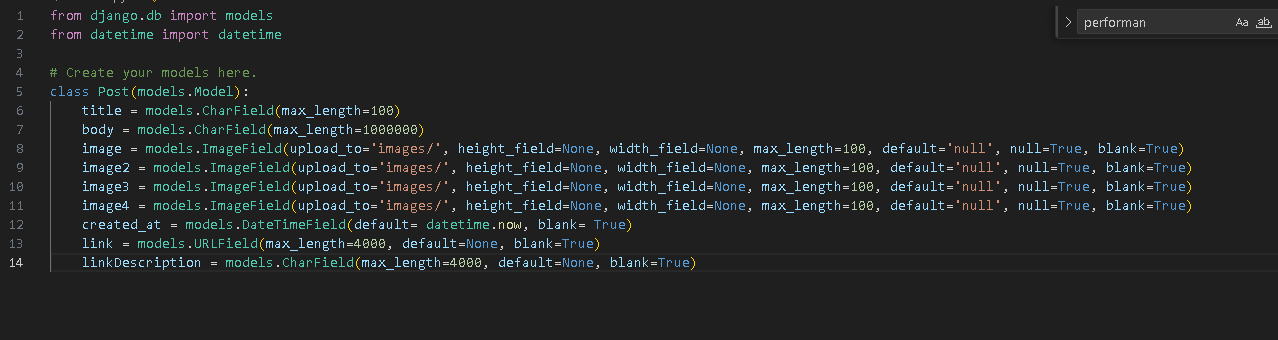 1 from django.db import models
2 from datetime import datetime
3
4 # Create your models here.
5 class Post(models.Model):
6 title = models.CharField(max_length=100)
7 body = models.CharField(max_length=1000000)
8 image = models.ImageField(upload_to='images/', height_field=None, width_field=None, max_length=100, default='null', null=True, blank=True)
9 image2 = models.ImageField(upload_to='images/', height_field=None, width_field=None, max_length=100, default='null', null=True, blank=True)
10 image3 = models.ImageField(upload_to='images/', height_field=None, width_field=None, max_length=100, default='null', null=True, blank=True)
11 image4 = models.ImageField(upload_to='images/', height_field=None, width_field=None, max_length=100, default='null', null=True, blank=True)
12 created_at = models.DateTimeField(default= datetime.now, blank= True)
13 link = models.URLField(max_length=4000, default=None, blank=True)
14 linkDescription = models.CharField(max_length=4000, default=None, blank=True)
performan Aa ab